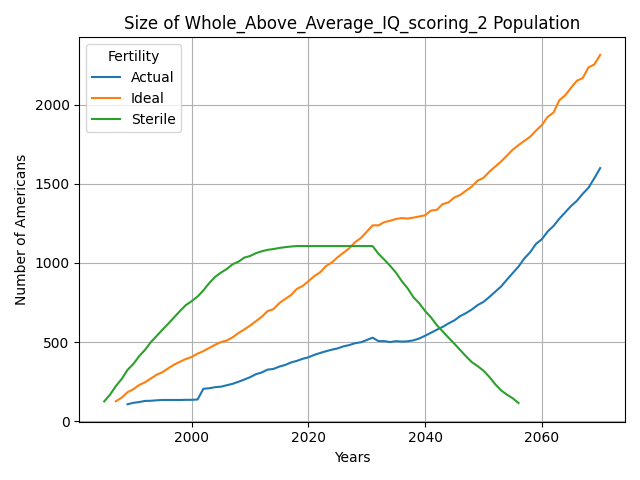 Size of Whole_Above_Average_IQ_scoring_2 Population
Fertility
Actual
Ideal
Sterile
2000
1500
1000
500
0
Number of Americans
2000
2020
2040
2060
Years